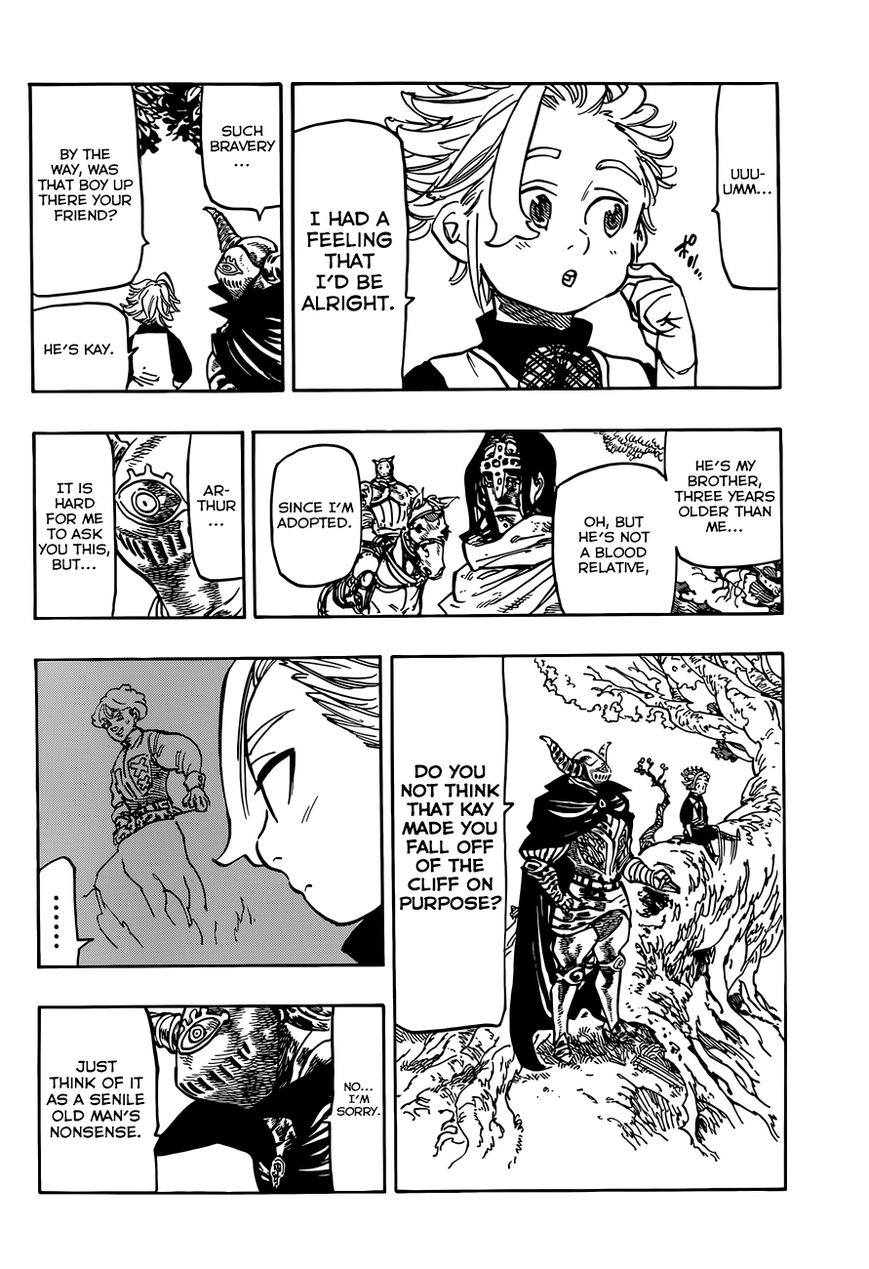 UUU-
UMM...
I HAD A
FEELING
THAT
I'D BE
ALRIGHT.
SUCH
BRAVERY
...
BY THE
WAY, WAS
THAT BOY UP
THERE YOUR
FRIEND?
HE'S KAY.
HE'S MY
BROTHER,
THREE YEARS
OLDER THAN
ME...
OH, BUT
HE'S NOT
A BLOOD
RELATIVE,
SINCE I'M
ADOPTED.
AR-
THUR
...
IT IS
HARD
FOR ME
TO ASK
YOU THIS,
BUT...
DO YOU
NOT THINK
THAT KAY
MADE YOU
FALL OFF
OF THE
CLIFF ON
PURPOSE?
......
NO...
I'M
SORRY.
JUST
THINK OF IT
AS A SENILE
OLD MAN'S
NONSENSE.